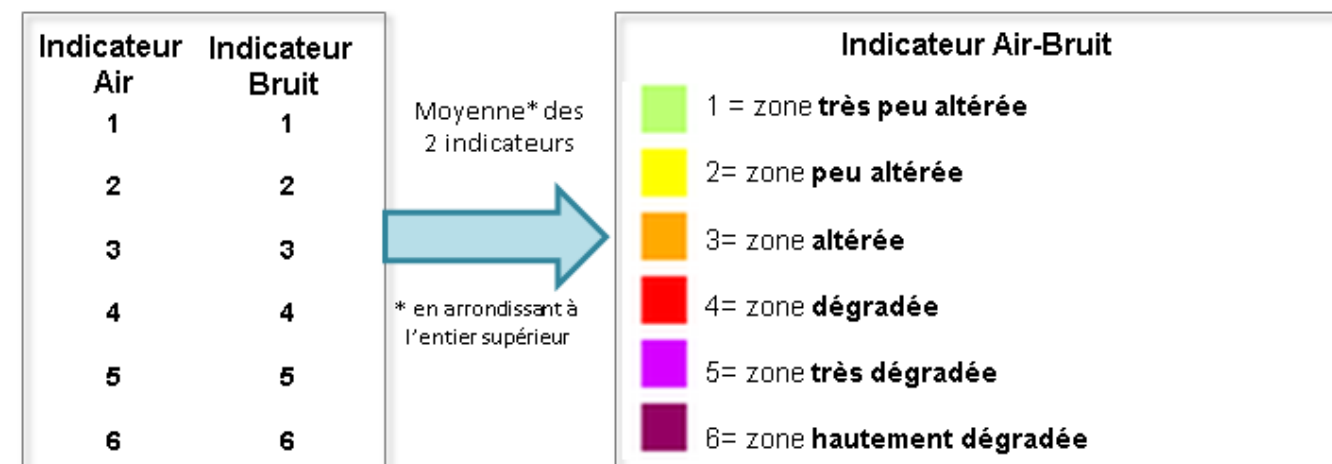 Indicateur Air
Indicateur Bruit
1 1
2 2
3 3
4 4
5 5
6 6
Moyenne* des
2 indicateurs
* en arrondissant à
l'entier supérieur
Indicateur Air-Bruit
1 = zone très peu altérée
2= zone peu altérée
3= zone altérée
4= zone dégradée
5= zone très dégradée
6= zone hautement dégradée